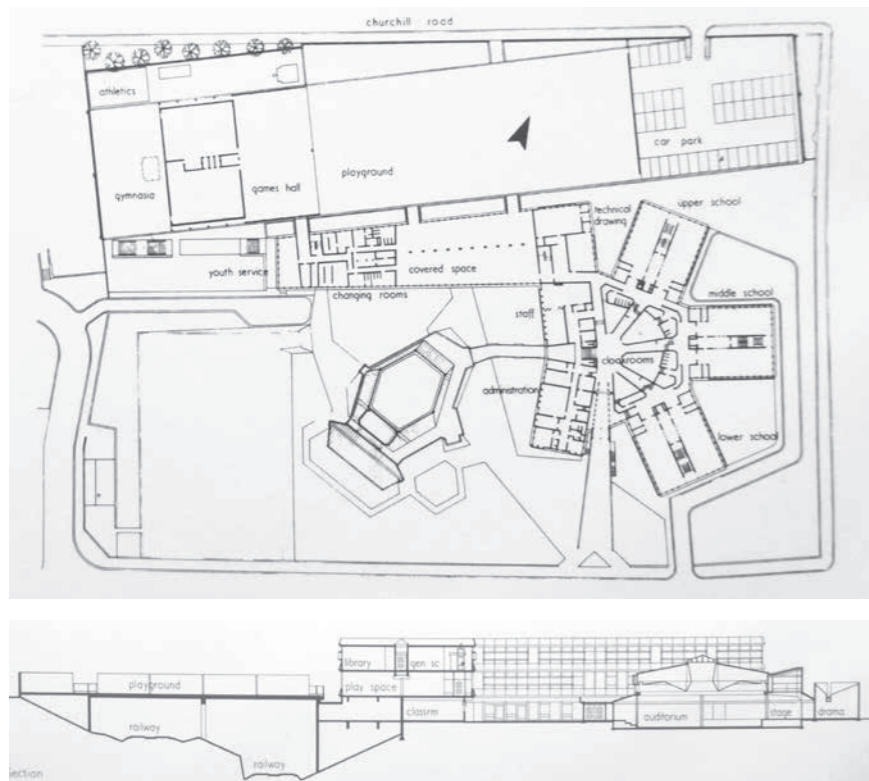 churchill road
athletics
car park
playground
gymnasia
games hall
upper school
technical
drawing
youth service
covered space
middle school
changing rooms
staff
cloakrooms
administration
lower school
library
gen sc
playground
play space
classrm
railway
auditorium
stage
drama
railway
section